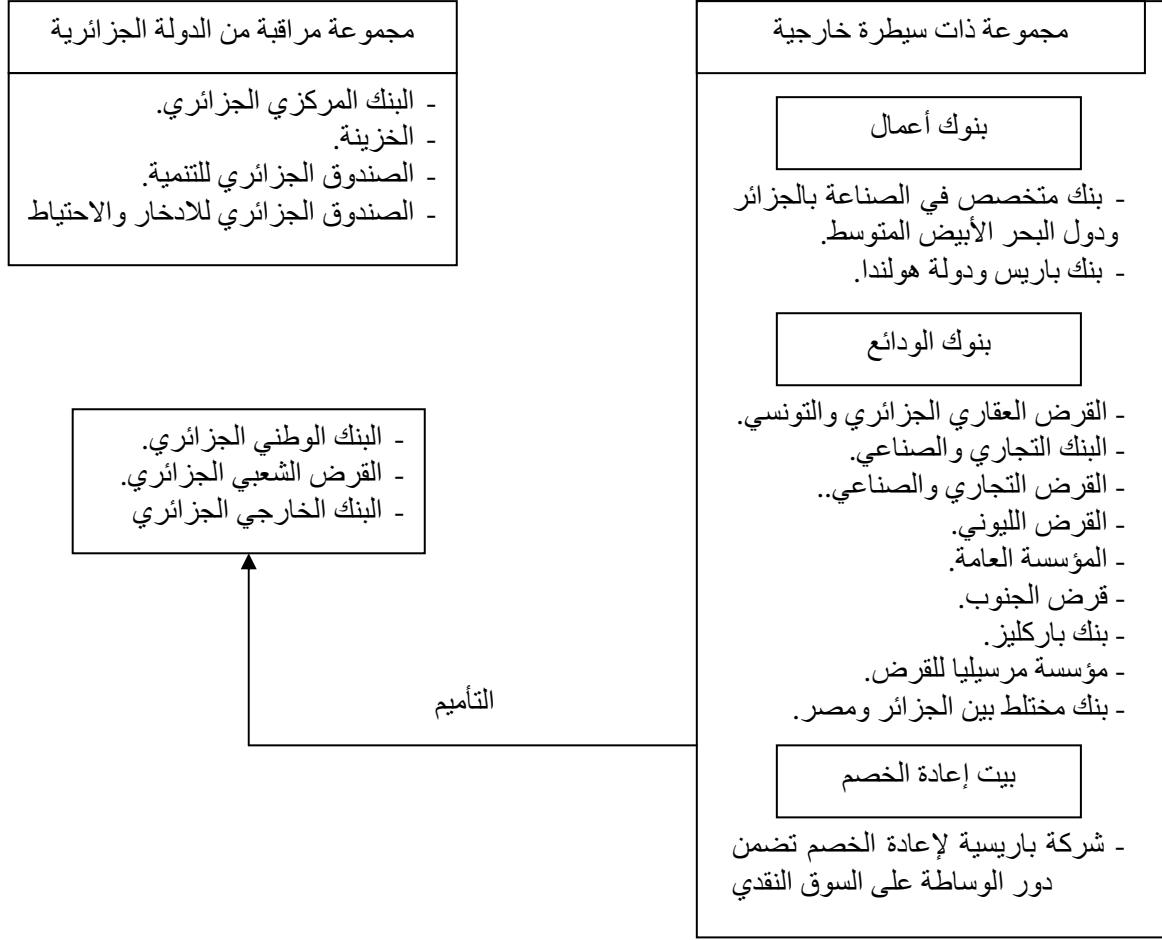 مجموعة ذات سيطرة خارجية
بنوك أعمال
- بنك متخصص في الصناعة بالجزائر
ودول البحر الأبيض المتوسط.
- بنك باريس ودولة هولندا.
بنوك الودائع
- القرض العقاري الجزائري والتونسي.
- البنك التجاري والصناعي.
- القرض التجاري والصناعي..
- القرض الليوني.
- المؤسسة العامة.
- قرض الجنوب.
- بنك باركليز.
- مؤسسة مرسيليا للقرض.
- بنك مختلط بين الجزائر ومصر.
بيت إعادة الخصم
- شركة باريسية لإعادة الخصم تضمن
دور الوساطة على السوق النقدي
مجموعة مراقبة من الدولة الجزائرية
- البنك المركزي الجزائري.
- الخزينة.
- الصندوق الجزائري للتنمية.
- الصندوق الجزائري للادخار والاحتياط
- البنك الوطني الجزائري.
- القرض الشعبي الجزائري.
- البنك الخارجي الجزائري
التأميم